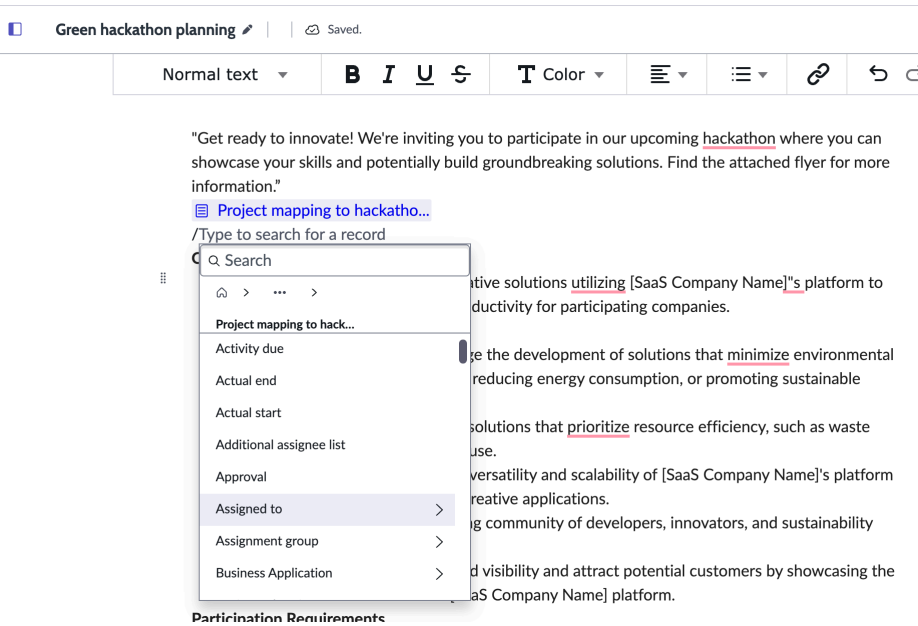 Green hackathon planning
Saved.
Normal text
B I U S T Color
"Get ready to innovate! We're inviting you to participate in our upcoming hackathon where you can
showcase your skills and potentially build groundbreaking solutions. Find the attached flyer for more
information.”
Project mapping to hackatho...
/Type to search for a record
Search
Project mapping to hack...
Activity due
Actual end
Actual start
Additional assignee list
Approval
Assigned to
Assignment group
Business Application
ative solutions utilizing [SaaS Company Name]"s platform to
ductivity for participating companies.
ge the development of solutions that minimize environmental
reducing energy consumption, or promoting sustainable
solutions that prioritize resource efficiency, such as waste
use.
versatility and scalability of [SaaS Company Name]'s platform
reative applications.
ng community of developers, innovators, and sustainability
d visibility and attract potential customers by showcasing the
aS Company Name] platform.
Participation Requirements